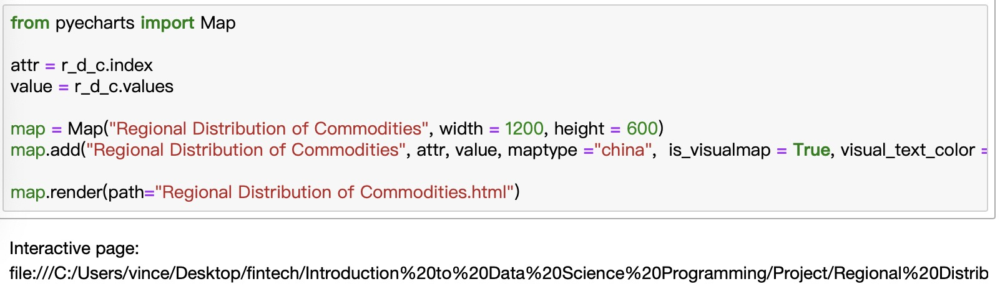 from pyecharts import Map
attr = r_d_c.index
value = r_d_c.values
map = Map("Regional Distribution of Commodities", width = 1200, height = 600)
map.add("Regional Distribution of Commodities", attr, value, maptype ="china",  is_visualmap = True, visual_text_color =
map.render(path="Regional Distribution of Commodities.html")
Interactive page:
file:///C:/Users/vince/Desktop/fintech/Introduction%20to%20Data%20Science%20Programming/Project/Regional%20Distrib